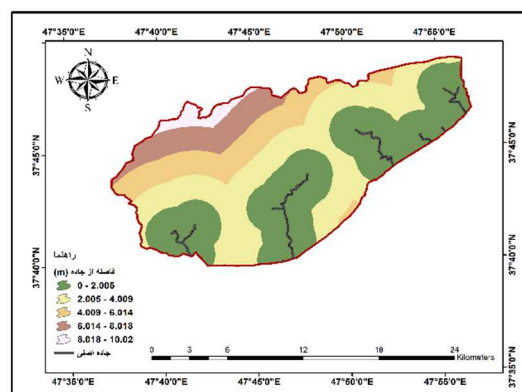 47°35'0"E 47°40'0"E 47°45'0"E 47°50'0"E 47°55'0"E
N
W E
S
37°45'0"N 37°45'0"N
37°40'0"N 37°40'0"N
37°35'0"N
راهنما
فاصله از جاده (m)
0 - 2.005
2.005 - 4.009
4.009 - 6.014
6.014 - 8.018
8.018 - 10.02
جاده اصلی
0 3 6 12 18 24
Kilometers
47°35'0"E 47°40'0"E 47°45'0"E 47°50'0"E 47°55'0"E